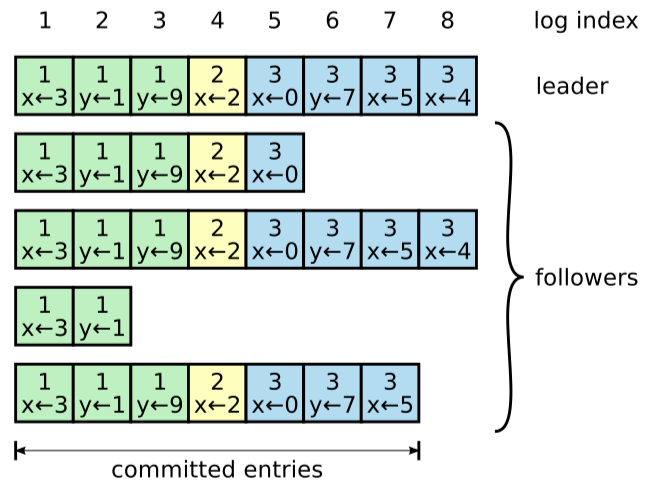 1 2 3 4 5 6 7 8 log index
1 1 1 2 3 3 3 3
x←3 y←1 y←9 x←2 x←0 y←7 x←5 x←4
leader
1 1 1 2 3
x←3 y←1 y←9 x←2 x←0
1 1 1 2 3 3 3 3
x←3 y←1 y←9 x←2 x←0 y←7 x←5 x←4
followers
1 1
x←3 y←1
1 1 1 2 3 3 3
x←3 y←1 y←9 x←2 x←0 y←7 x←5
committed entries